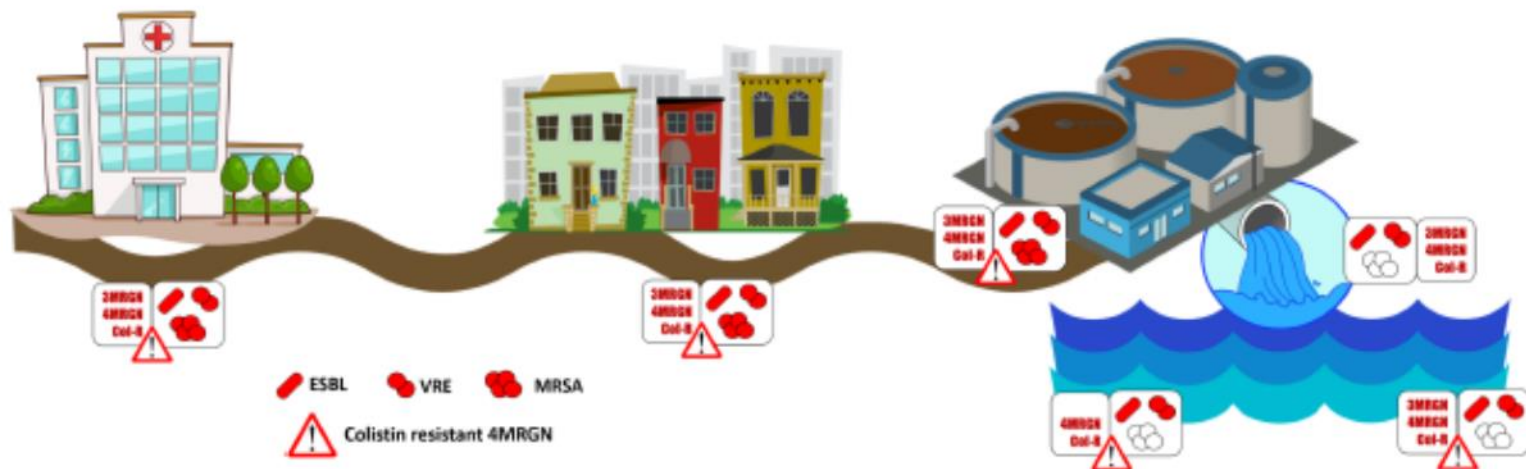 3MRGN
4MRGN
Col-R
!
3MRGN
4MRGN
Col-R
!
3MRGN
4MRGN
Col-R
!
3MRGN
4MRGN
Col-R
ESBL VRE MRSA
! Colistin resistant 4MRGN
4MRGN
Col-R
!
3MRGN
4MRGN
Col-R
!